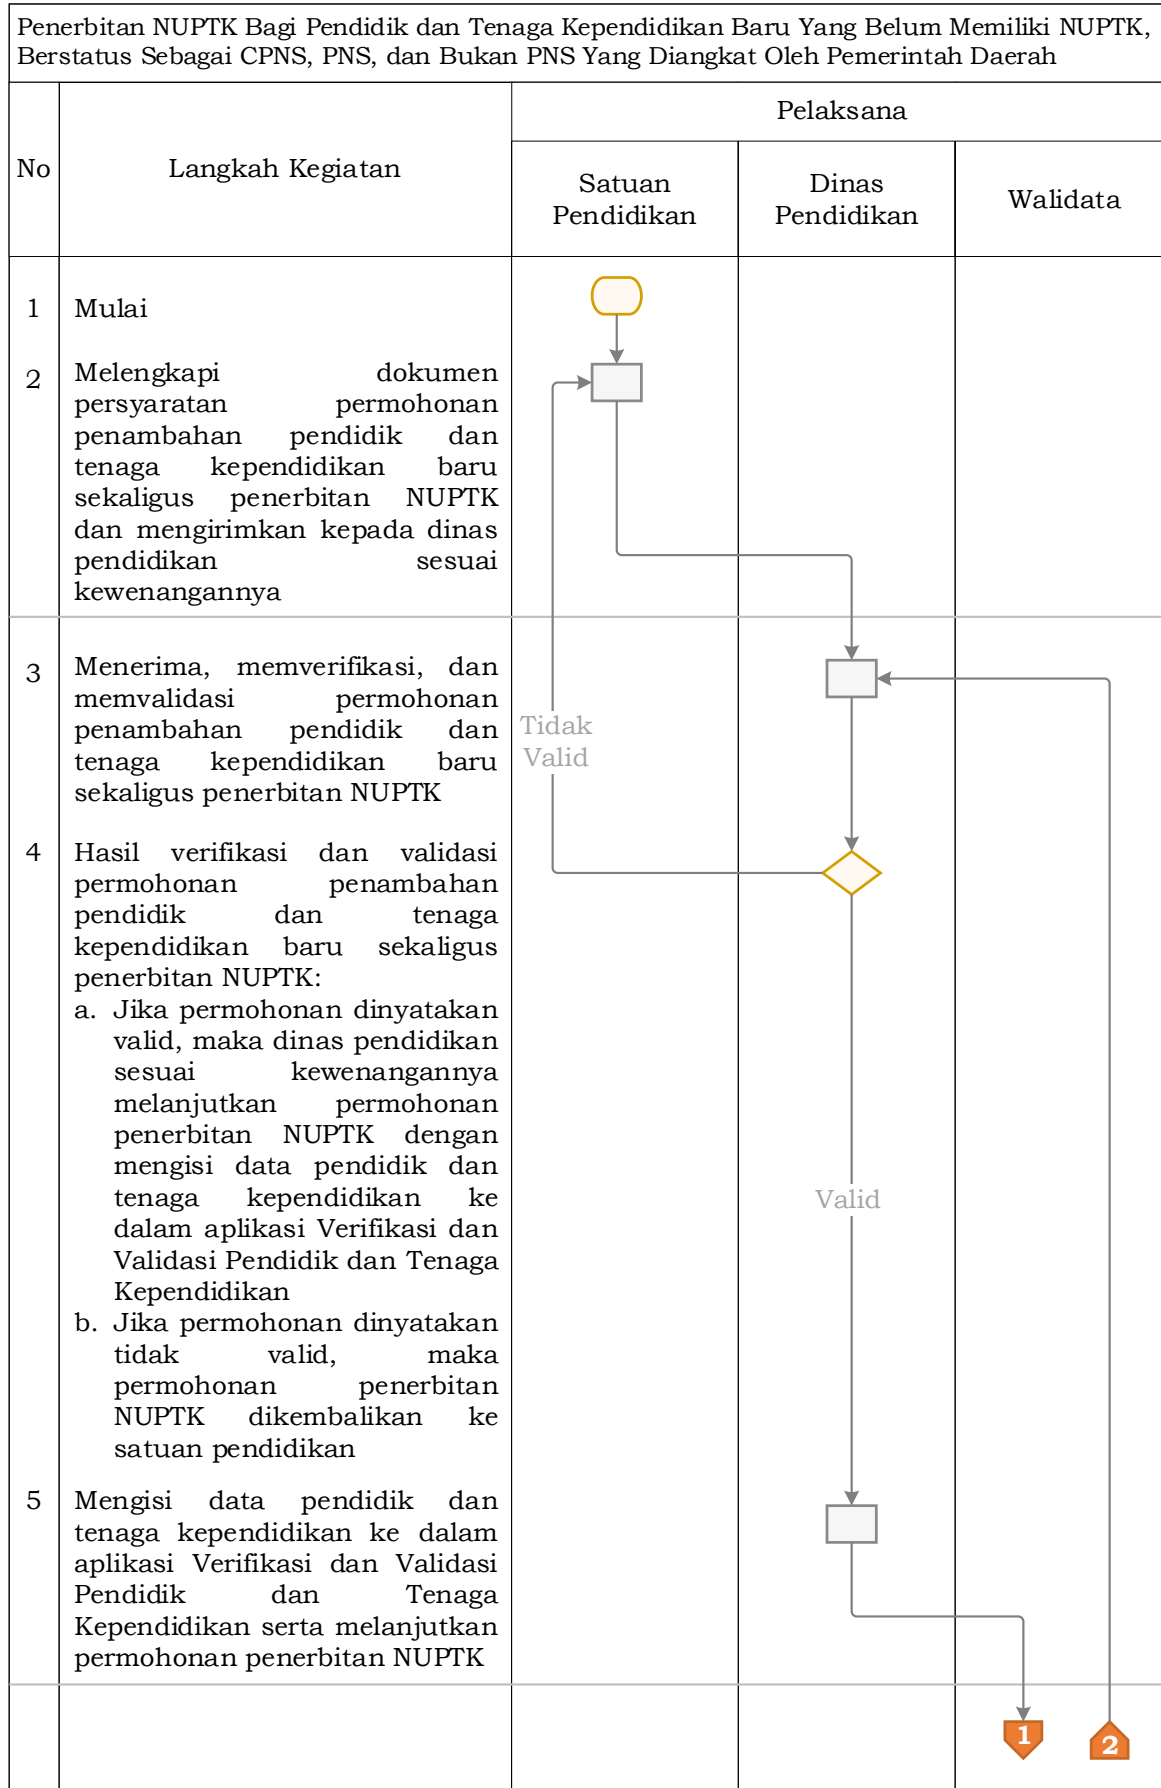 Penerbitan NUPTK Bagi Pendidik dan Tenaga Kependidikan Baru Yang Belum Memiliki NUPTK,
Berstatus Sebagai CPNS, PNS, dan Bukan PNS Yang Diangkat Oleh Pemerintah Daerah
No
Langkah Kegiatan
Pelaksana
Satuan
Pendidikan
Dinas
Pendidikan
Walidata
1
Mulai
2
Melengkapi dokumen
persyaratan permohonan
penambahan pendidik dan
tenaga kependidikan baru
sekaligus penerbitan NUPTK
dan mengirimkan kepada dinas
pendidikan sesuai
kewenangannya
3
Menerima, memverifikasi, dan
memvalidasi permohonan
penambahan pendidik dan
tenaga kependidikan baru
sekaligus penerbitan NUPTK
Tidak
Valid
4
Hasil verifikasi dan validasi
permohonan penambahan
pendidik dan tenaga
kependidikan baru sekaligus
penerbitan NUPTK:
a. Jika permohonan dinyatakan
valid, maka dinas pendidikan
sesuai kewenangannya
melanjutkan permohonan
penerbitan NUPTK dengan
mengisi data pendidik dan
tenaga kependidikan ke
dalam aplikasi Verifikasi dan
Validasi Pendidik dan Tenaga
Kependidikan
b. Jika permohonan dinyatakan
tidak valid, maka
permohonan penerbitan
NUPTK dikembalikan ke
satuan pendidikan
Valid
5
Mengisi data pendidik dan
tenaga kependidikan ke dalam
aplikasi Verifikasi dan Validasi
Pendidik dan Tenaga
Kependidikan serta melanjutkan
permohonan penerbitan NUPTK
1
2